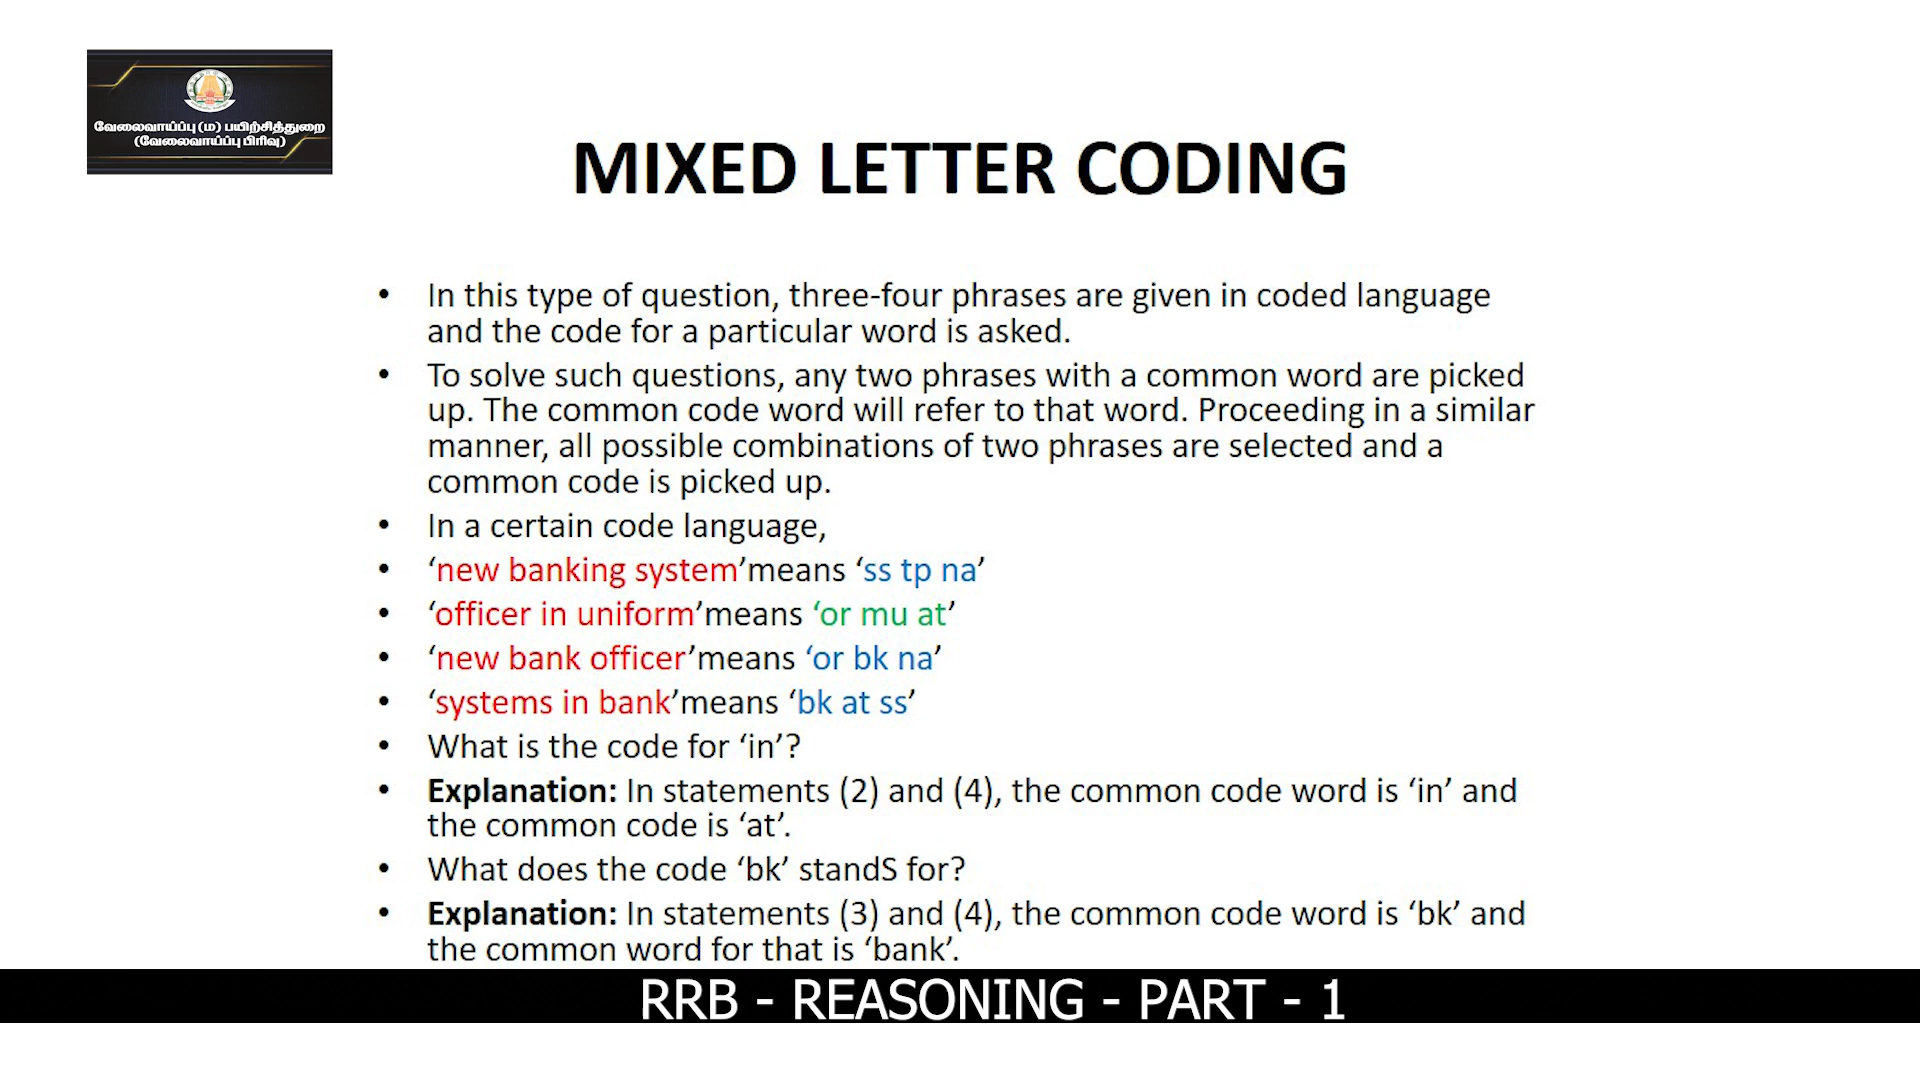 வேலைவாய்ப்பு (ம) பயிற்சித்துறை
(வேலைவாய்ப்பு பிரிவு)
MIXED LETTER CODING
• In this type of question, three-four phrases are given in coded language
and the code for a particular word is asked.
• To solve such questions, any two phrases with a common word are picked
up. The common code word will refer to that word. Proceeding in a similar
manner, all possible combinations of two phrases are selected and a
common code is picked up.
• In a certain code language,
• ‘new banking system’means ‘ss tp na’
• ‘officer in uniform’means ‘or mu at’
• ‘new bank officer’means ‘or bk na’
• ‘systems in bank’means ‘bk at ss’
• What is the code for ‘in’?
• Explanation: In statements (2) and (4), the common code word is ‘in’ and
the common code is ‘at’.
• What does the code ‘bk’ standS for?
• Explanation: In statements (3) and (4), the common code word is ‘bk’ and
the common word for that is ‘bank’.
RRB - REASONING - PART - 1